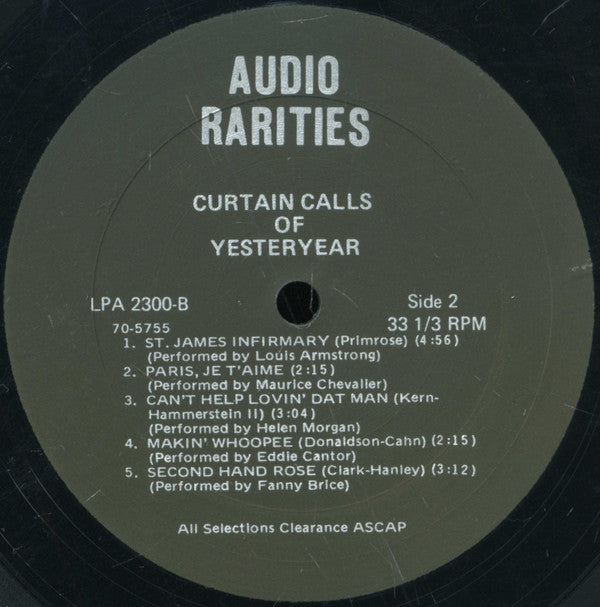 AUDIO
RARITIES
CURTAIN CALLS
OF
YESTERYEAR
LPA 2300-B
Side 2
70-5755
33 1/3 RPM
1. ST. JAMES INFIRMARY (Primrose) (4:56)
(Performed by Louis Armstrong)
2. PARIS, JE T'AIME (2:15)
(Performed by Maurice Chevalier)
3. CAN'T HELP LOVIN' DAT MAN (Kern-
Hammerstein II) (3:04)
(Performed by Helen Morgan)
4. MAKIN' WHOOPEE (Donaldson-Cahn) (2:15)
(Performed by Eddie Cantor)
5. SECOND HAND ROSE (Clark-Hanley) (3:12)
(Performed by Fanny Brice)
All Selections Clearance ASCAP